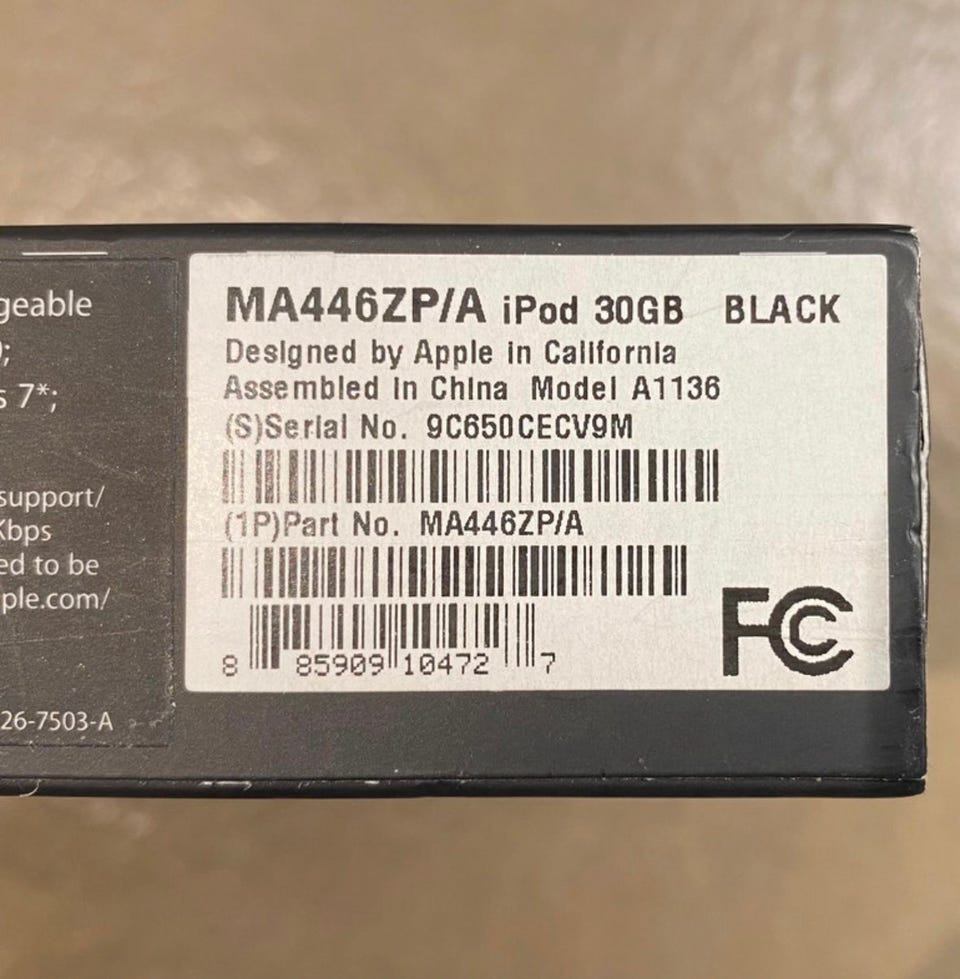 geable
;
s 7*;
support/
Kbps
ed to be
ple.com/
26-7503-A
MA446ZP/A iPod 30GB BLACK
Designed by Apple in California
Assembled in China Model A1136
(S)Serial No. 9C650CECV9M
(1P)Part No. MA446ZP/A
8 85909 10472 7
FC